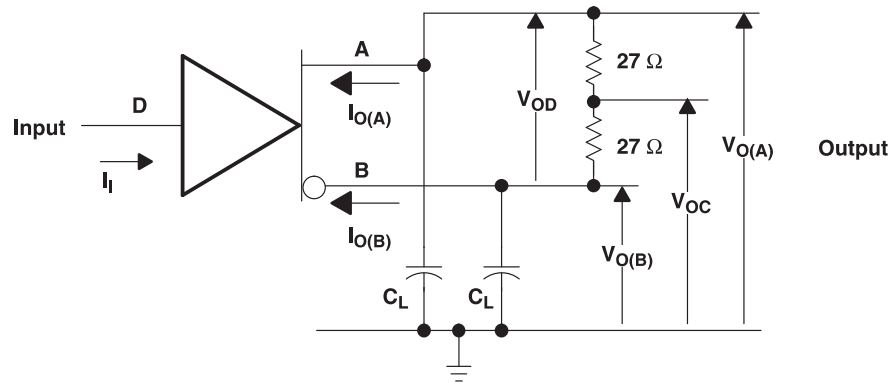 A
27 Ω
D
I_O(A)
V_OD
Input
27 Ω
V_O(A)
Output
B
I_I
V_OC
I_O(B)
V_O(B)
C_L
C_L